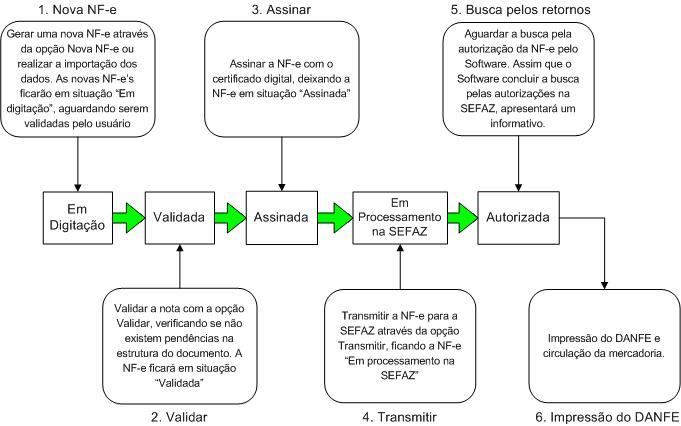 1. Nova NF-e
Gerar uma nova NF-e através
da opção Nova NF-e ou
realizar a importação dos
dados. As novas NF-e's
ficarão em situação “Em
digitação”, aguardando serem
validadas pelo usuário
3. Assinar
Assinar a NF-e com o
certificado digital, deixando a
NF-e em situação “Assinada”
5. Busca pelos retornos
Aguardar a busca pela
autorização da NF-e pelo
Software. Assim que o
Software concluir a busca
pelas autorizações na
SEFAZ, apresentará um
informativo.
Em
Digitação
Validada
Assinada
Em
Processamento
na SEFAZ
Autorizada
Validar a nota com a opção
Validar, verificando se não
existem pendências na
estrutura do documento. A
NF-e ficará em situação
“Validada”
2. Validar
Transmitir a NF-e para a
SEFAZ através da opção
Transmitir, ficando a NF-e
“Em processamento na
SEFAZ”
4. Transmitir
Impressão do DANFE e
circulação da mercadoria.
6. Impressão do DANFE